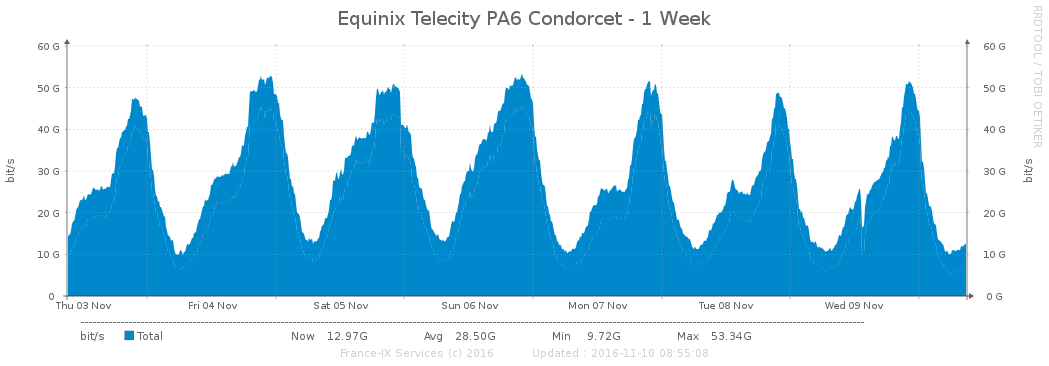 Equinix Telecity PA6 Condorcet - 1 Week
RRDTOOL / TOBI OETIKER
60 G 60 G
50 G 50 G
40 G 40 G
30 G 30 G
20 G 20 G
10 G 10 G
0 0 G
bit/s bit/s
Thu 03 Nov Fri 04 Nov Sat 05 Nov Sun 06 Nov Mon 07 Nov Tue 08 Nov Wed 09 Nov
bit/s Total Now 12.97G Avg 28.50G Min 9.72G Max 53.34G
France-IX Services (c) 2016 Updated : 2016-11-10 08:55:08